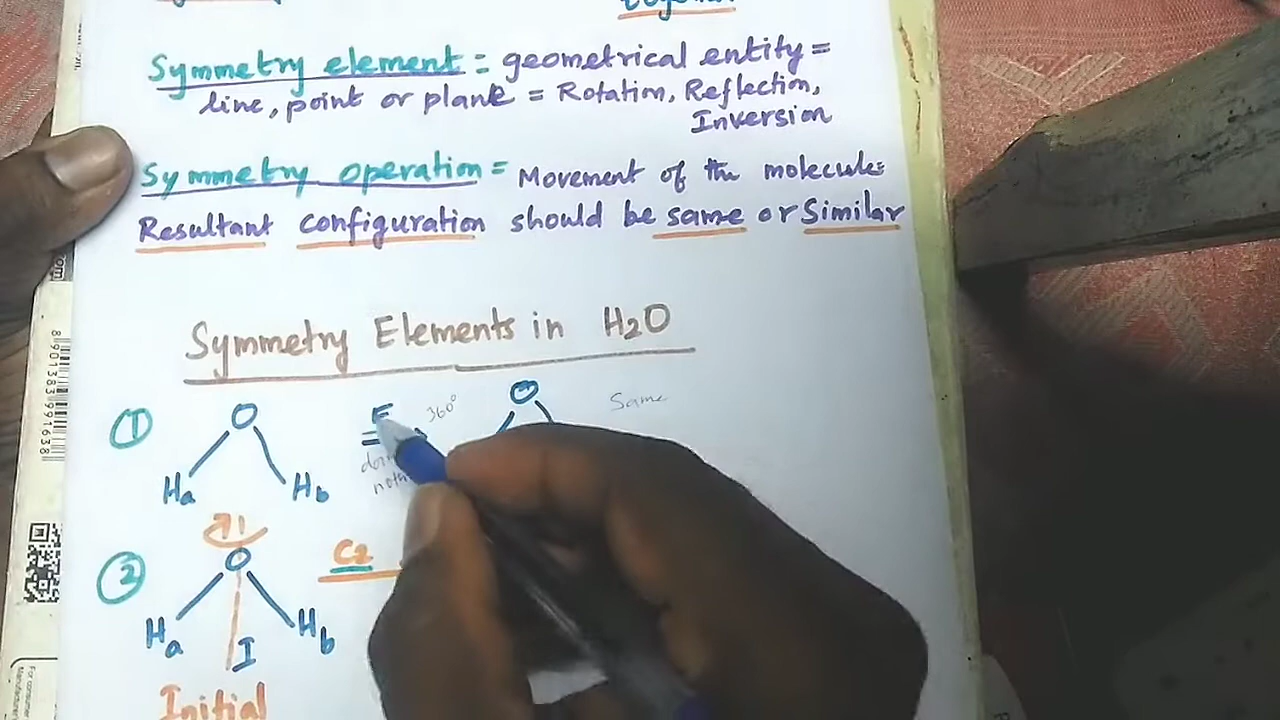 Symmetry element = geometrical entity =
line, point or plane = Rotation, Reflection,
Inversion
Symmetry operation = Movement of the molecule =
Resultant configuration should be same or Similar
Symmetry Elements in H2O
① O E 360° O Same
Ha Hb
② O C2
Ha Hb
I
Initial
8901383991638